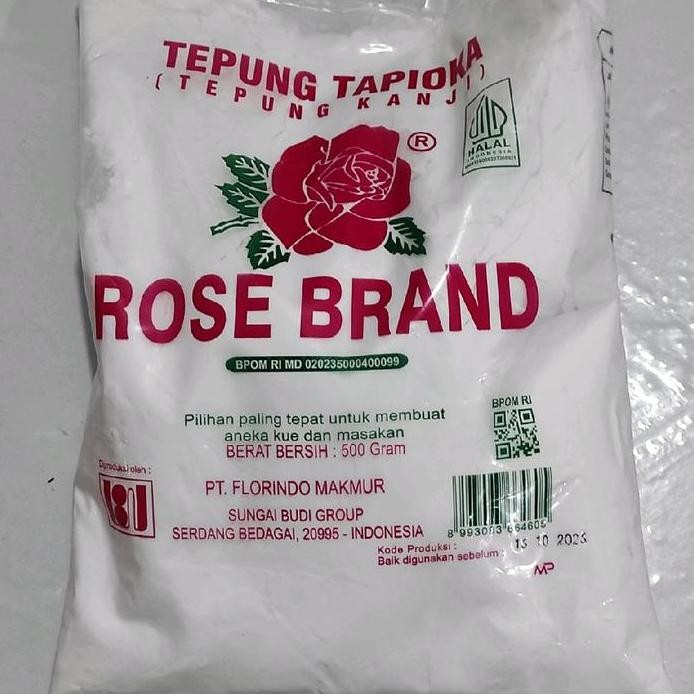 TEPUNG TAPIOKA
(TEPUNG KANJI)
®
HALAL
INDONESIA
ROSE BRAND
BPOM RI MD 020235000400099
Pilihan paling tepat untuk membuat
aneka kue dan masakan
BERAT BERSIH : 500 Gram
BPOM RI
Diproduksi oleh :
PT. FLORINDO MAKMUR
SUNGAI BUDI GROUP
SERDANG BEDAGAI, 20995 - INDONESIA
Kode Produksi :
Baik digunakan sebelum :
MP